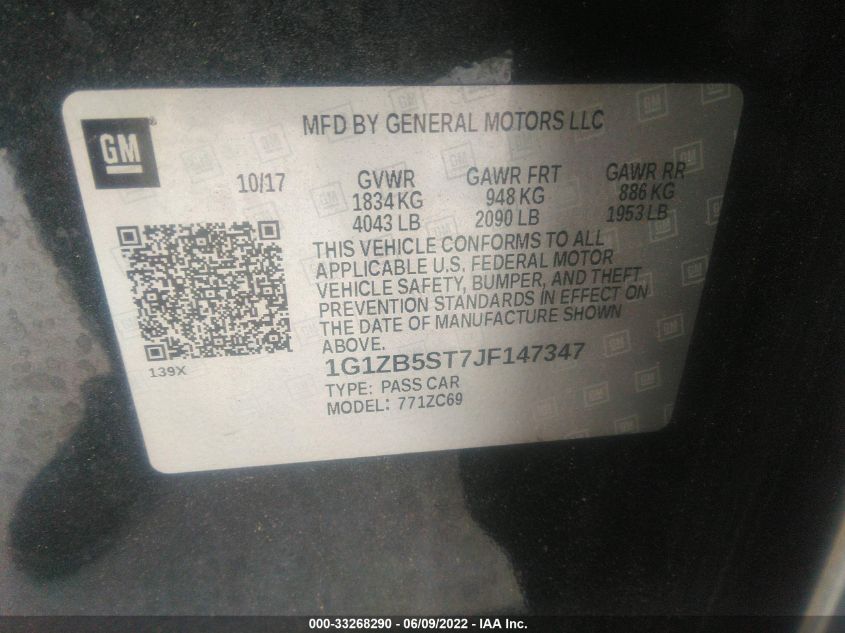 GM
MFD BY GENERAL MOTORS LLC
10/17
GVWR
1834 KG
4043 LB
GAWR FRT
948 KG
2090 LB
GAWR RR
886 KG
1953 LB
THIS VEHICLE CONFORMS TO ALL
APPLICABLE U.S. FEDERAL MOTOR
VEHICLE SAFETY, BUMPER, AND THEFT
PREVENTION STANDARDS IN EFFECT ON
THE DATE OF MANUFACTURE SHOWN
ABOVE.
139X
1G1ZB5ST7JF147347
TYPE: PASS CAR
MODEL: 771ZC69
000-33268290 - 06/09/2022 - IAA Inc.